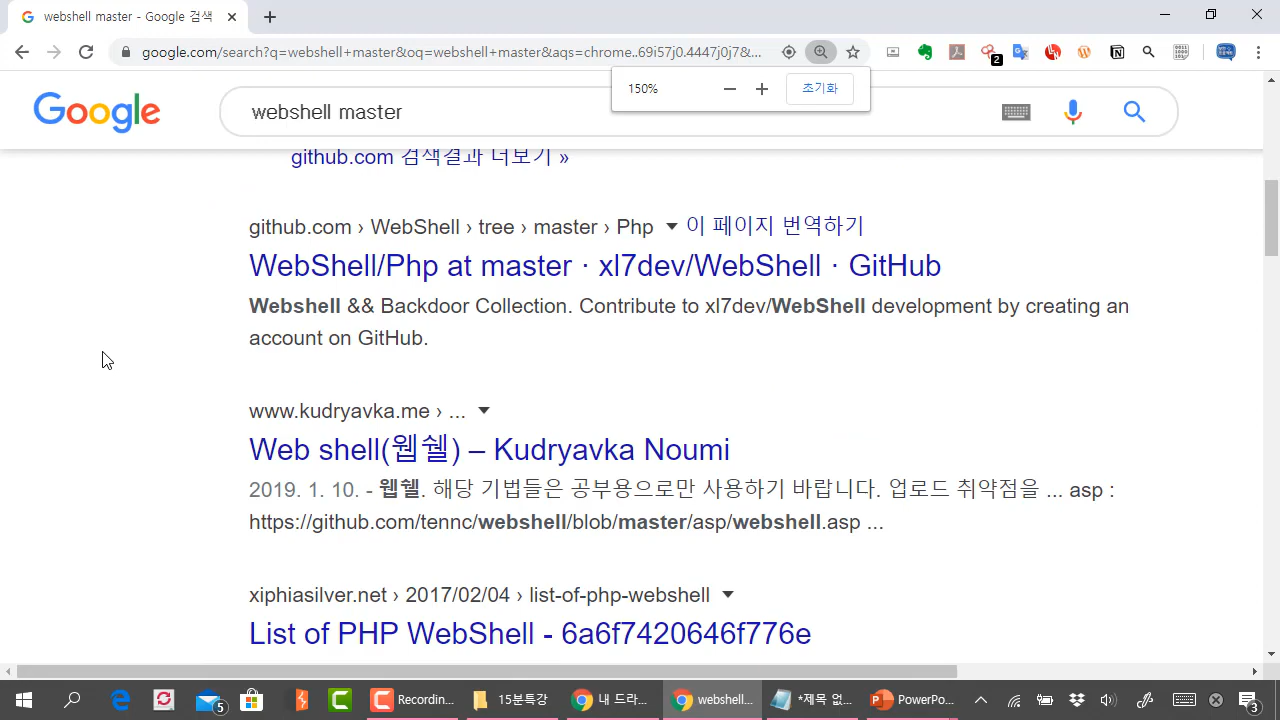 webshell master - Google 검색
google.com/search?q=webshell+master&oq=webshell+master&aqs=chrome..69i57j0.4447j0j7&...
2
150%
초기화
Google
webshell master
github.com 검색결과 더보기 »
github.com › WebShell › tree › master › Php 이 페이지 번역하기
WebShell/Php at master · xl7dev/WebShell · GitHub
Webshell && Backdoor Collection. Contribute to xl7dev/WebShell development by creating an
account on GitHub.
www.kudryavka.me › ...
Web shell(웹쉘) – Kudryavka Noumi
2019. 1. 10. - 웹쉘. 해당 기법들은 공부용으로만 사용하기 바랍니다. 업로드 취약점을 ... asp :
https://github.com/tennc/webshell/blob/master/asp/webshell.asp ...
xiphiasilver.net › 2017/02/04 › list-of-php-webshell
List of PHP WebShell - 6a6f7420646f776e
5
Recordin...
15분특강
내 드라...
webshell...
*제목 없...
PowerPo...
3